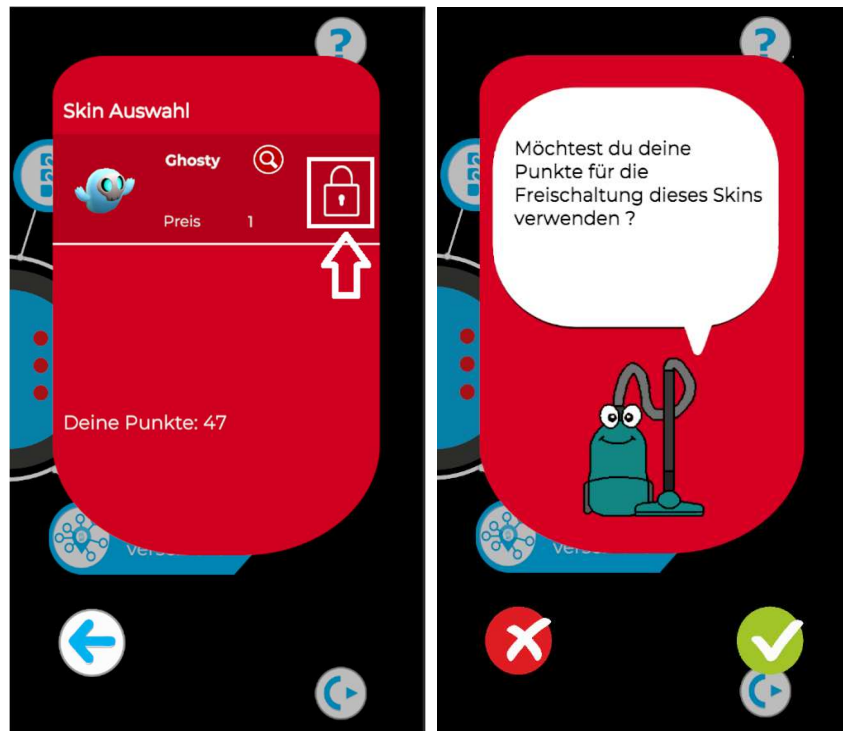 ?
Skin Auswahl
Ghosty
Preis 1
Deine Punkte: 47
?
Möchtest du deine
Punkte für die
Freischaltung dieses Skins
verwenden ?